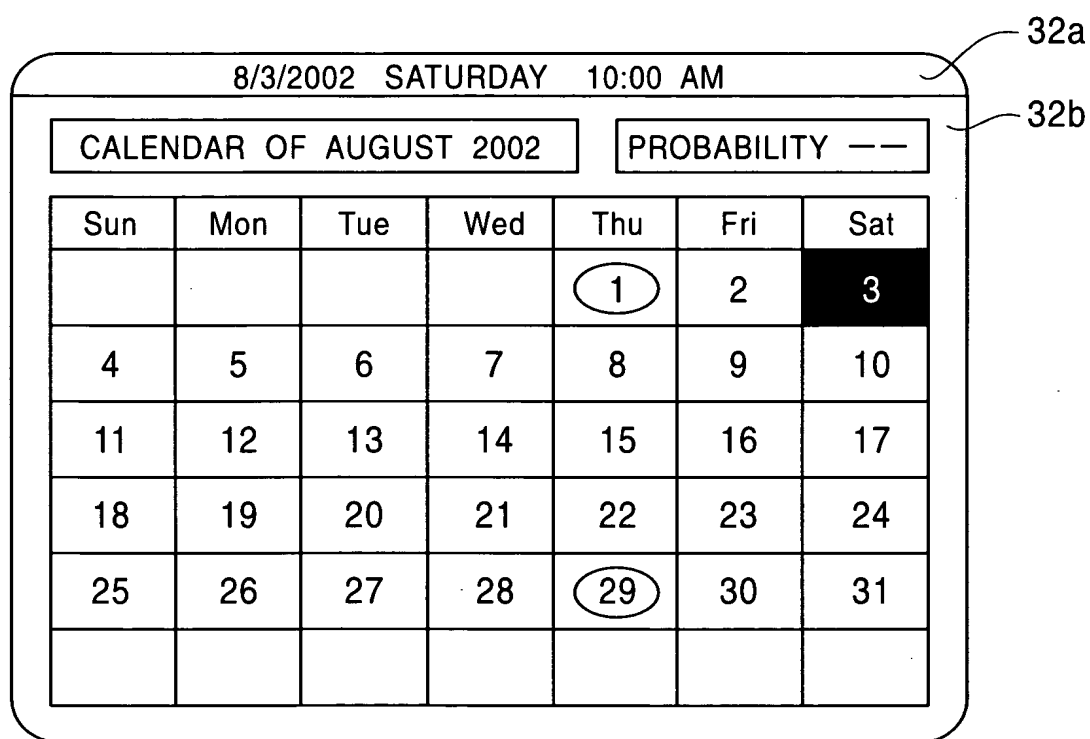 32a
8/3/2002 SATURDAY 10:00 AM
32b
CALENDAR OF AUGUST 2002 PROBABILITY ——
Sun Mon Tue Wed Thu Fri Sat
1 2 3
4 5 6 7 8 9 10
11 12 13 14 15 16 17
18 19 20 21 22 23 24
25 26 27 28 29 30 31